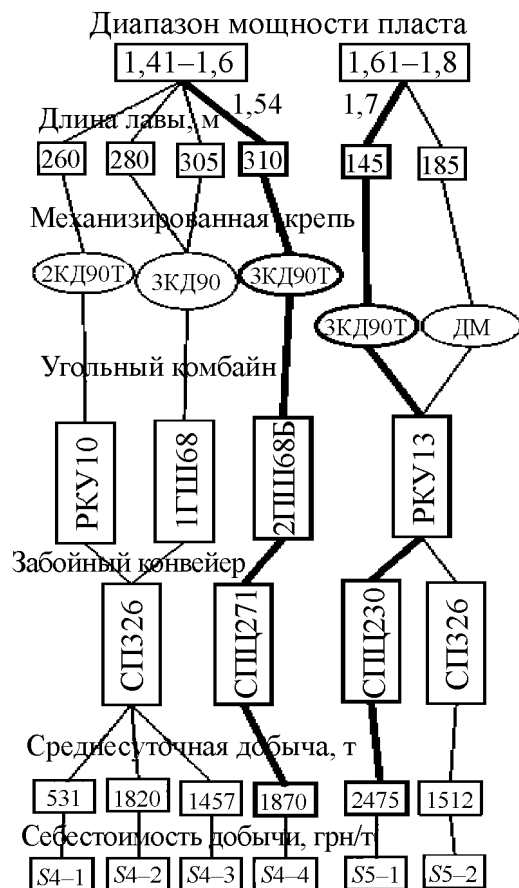 Диапазон мощности пласта
1,41–1,6 1,61–1,8
1,54 1,7
Длина лавы, м
260 280 305 310 145 185
Механизированная крепь
2КД90Т 3КД90 3КД90Т
3КД90Т ДМ
Угольный комбайн
РКУ10 1ГШ68 2ПШ68Б РКУ13
Забойный конвейер
СП326 СПЦ271 СПЦ230 СП326
Среднесуточная добыча, т
531 1820 1457 1870 2475 1512
Себестоимость добычи, грн/т
S4–1 S4–2 S4–3 S4–4 S5–1 S5–2